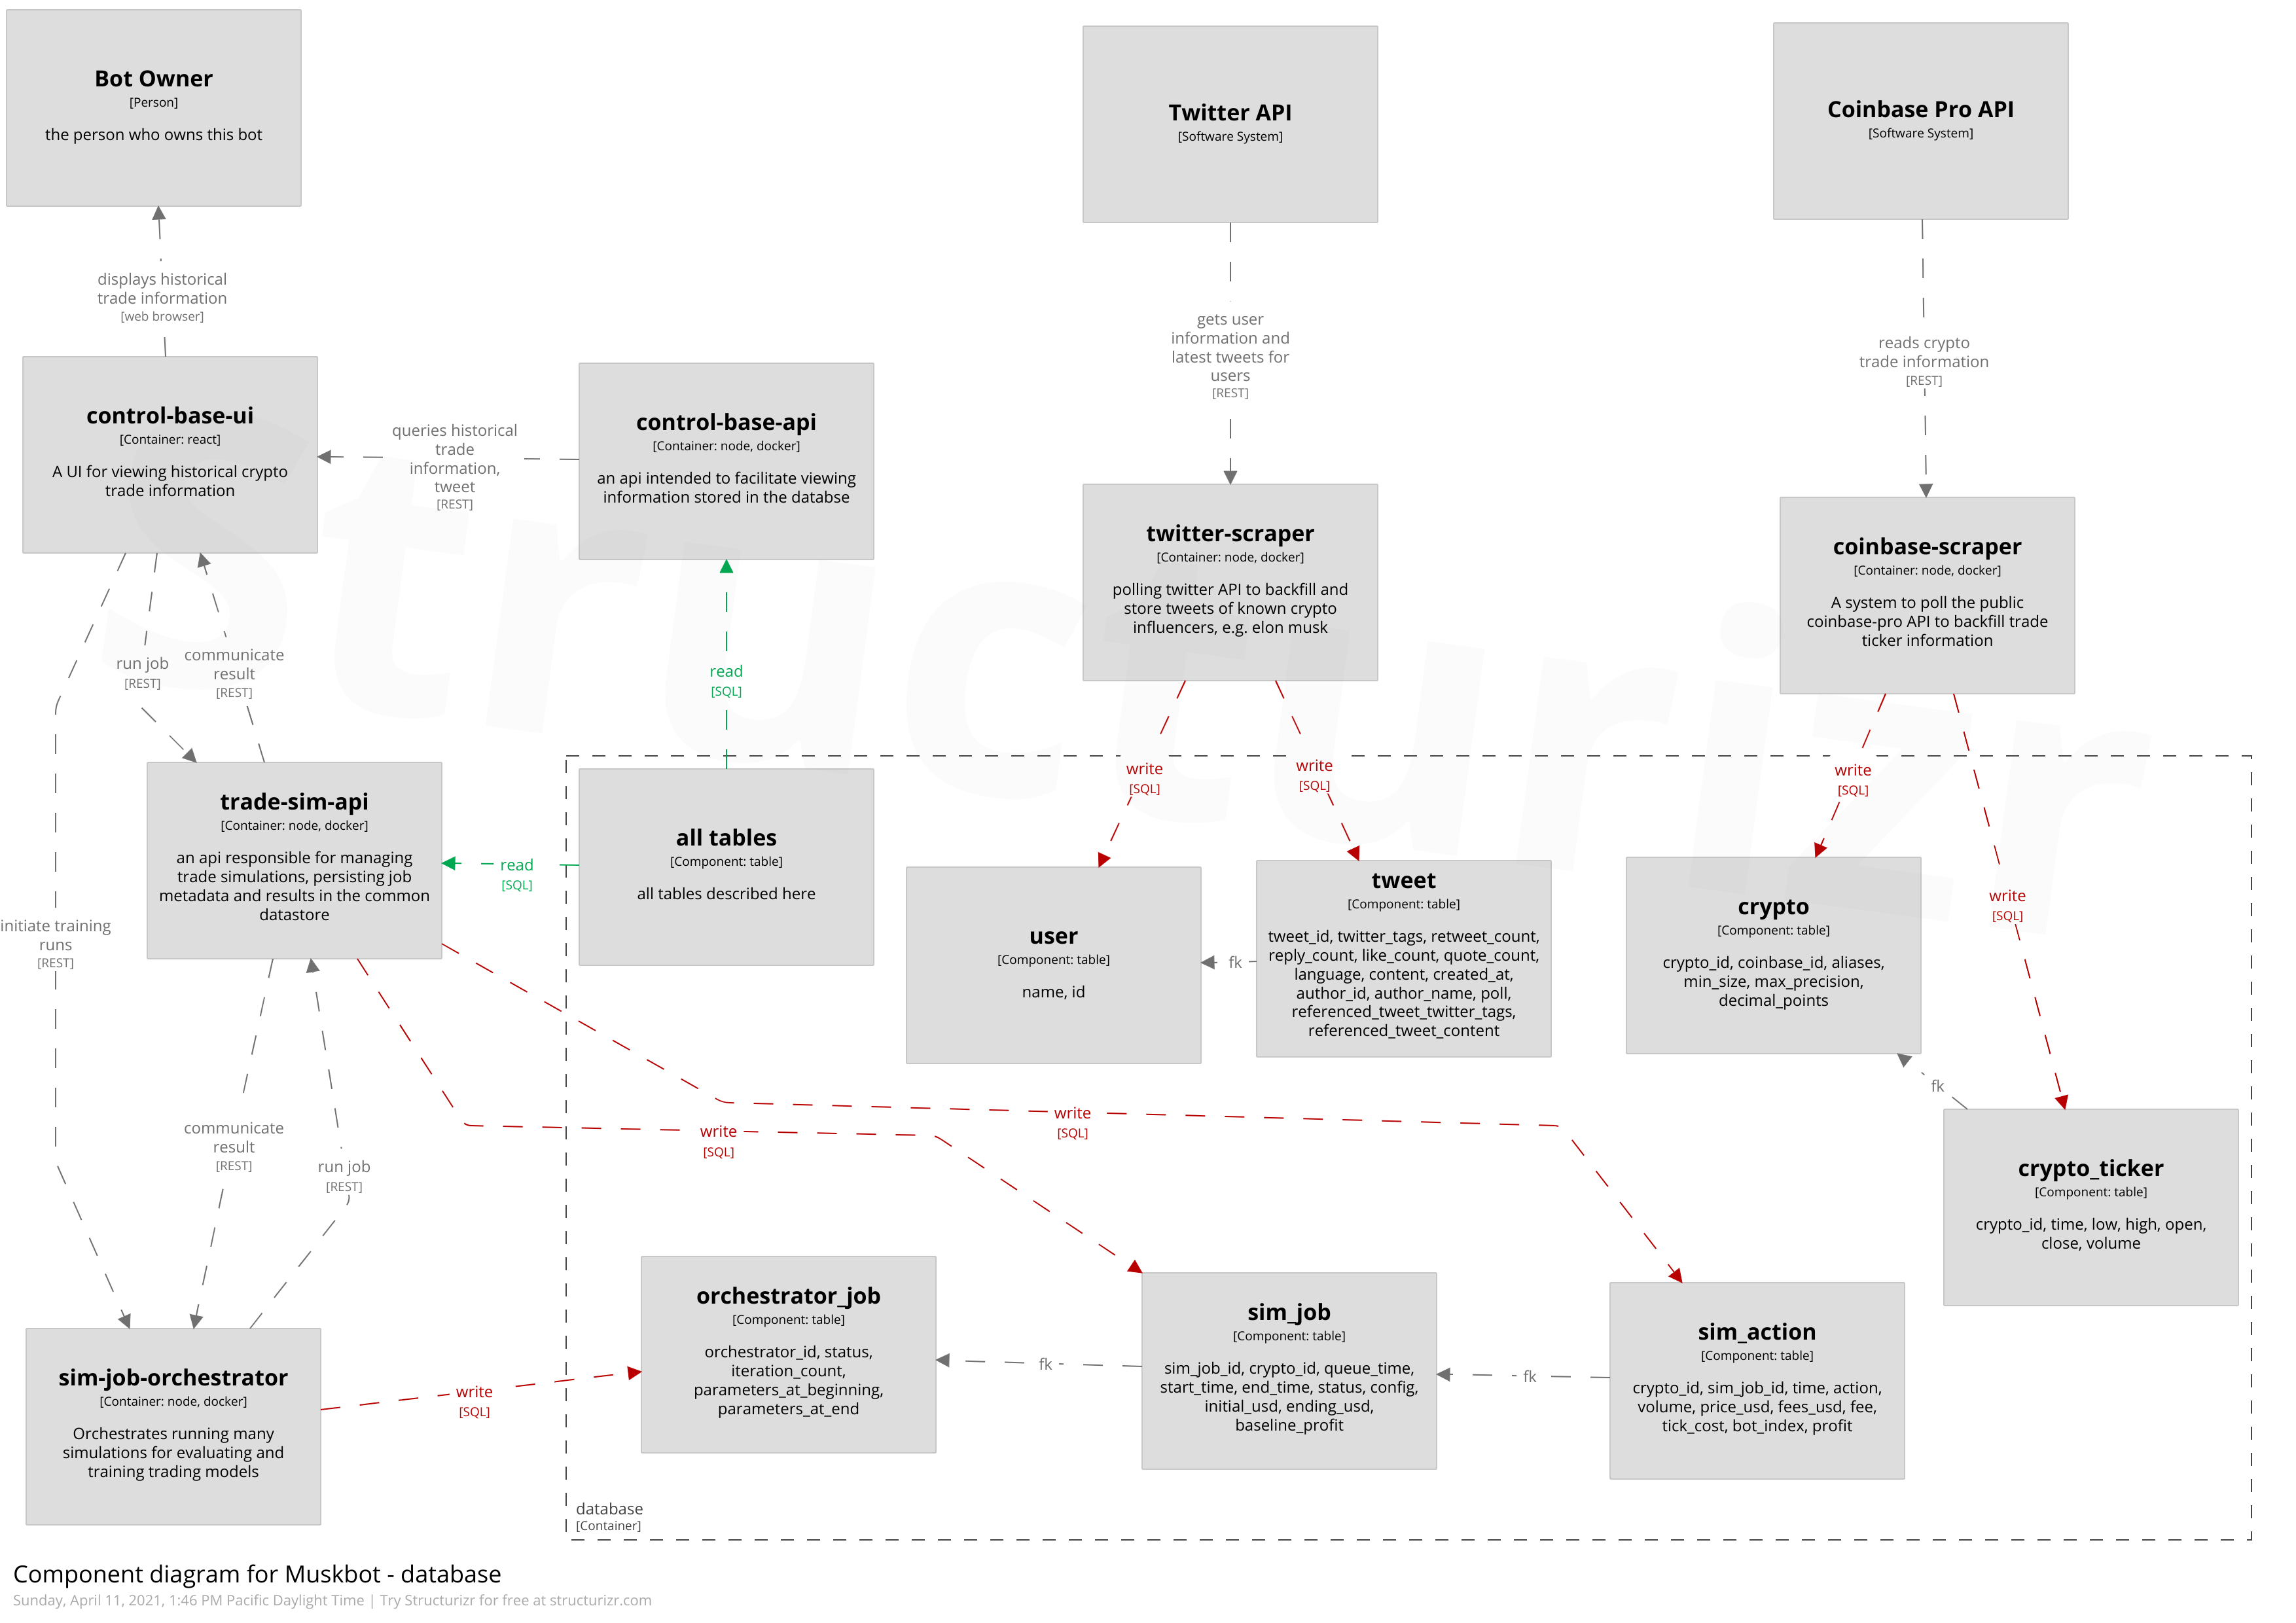 Bot Owner
[Person]
the person who owns this bot
Twitter API
[Software System]
Coinbase Pro API
[Software System]
displays historical
trade information
[web browser]
gets user
information and
latest tweets for
users
[REST]
reads crypto
trade information
[REST]
control-base-ui
[Container: react]
A UI for viewing historical crypto
trade information
queries historical
trade
information,
tweet
[REST]
control-base-api
[Container: node, docker]
an api intended to facilitate viewing
information stored in the databse
twitter-scraper
[Container: node, docker]
polling twitter API to backfill and
store tweets of known crypto
influencers, e.g. elon musk
coinbase-scraper
[Container: node, docker]
A system to poll the public
coinbase-pro API to backfill trade
ticker information
run job
[REST]
communicate
result
[REST]
read
[SQL]
write
[SQL]
write
[SQL]
write
[SQL]
write
[SQL]
trade-sim-api
[Container: node, docker]
an api responsible for managing
trade simulations, persisting job
metadata and results in the common
datastore
read
[SQL]
all tables
[Component: table]
all tables described here
user
[Component: table]
name, id
fk
tweet
[Component: table]
tweet_id, twitter_tags, retweet_count,
reply_count, like_count, quote_count,
language, content, created_at,
author_id, author_name, poll,
referenced_tweet_twitter_tags,
referenced_tweet_content
crypto
[Component: table]
crypto_id, coinbase_id, aliases,
min_size, max_precision,
decimal_points
initiate training
runs
[REST]
fk
communicate
result
[REST]
run job
[REST]
write
[SQL]
write
[SQL]
crypto_ticker
[Component: table]
crypto_id, time, low, high, open,
close, volume
sim-job-orchestrator
[Container: node, docker]
Orchestrates running many
simulations for evaluating and
training trading models
write
[SQL]
orchestrator_job
[Component: table]
orchestrator_id, status,
iteration_count,
parameters_at_beginning,
parameters_at_end
fk
sim_job
[Component: table]
sim_job_id, crypto_id, queue_time,
start_time, end_time, status, config,
initial_usd, ending_usd,
baseline_profit
fk
sim_action
[Component: table]
crypto_id, sim_job_id, time, action,
volume, price_usd, fees_usd, fee,
tick_cost, bot_index, profit
database
[Container]
Structurizr
Component diagram for Muskbot - database
Sunday, April 11, 2021, 1:46 PM Pacific Daylight Time | Try Structurizr for free at structurizr.com